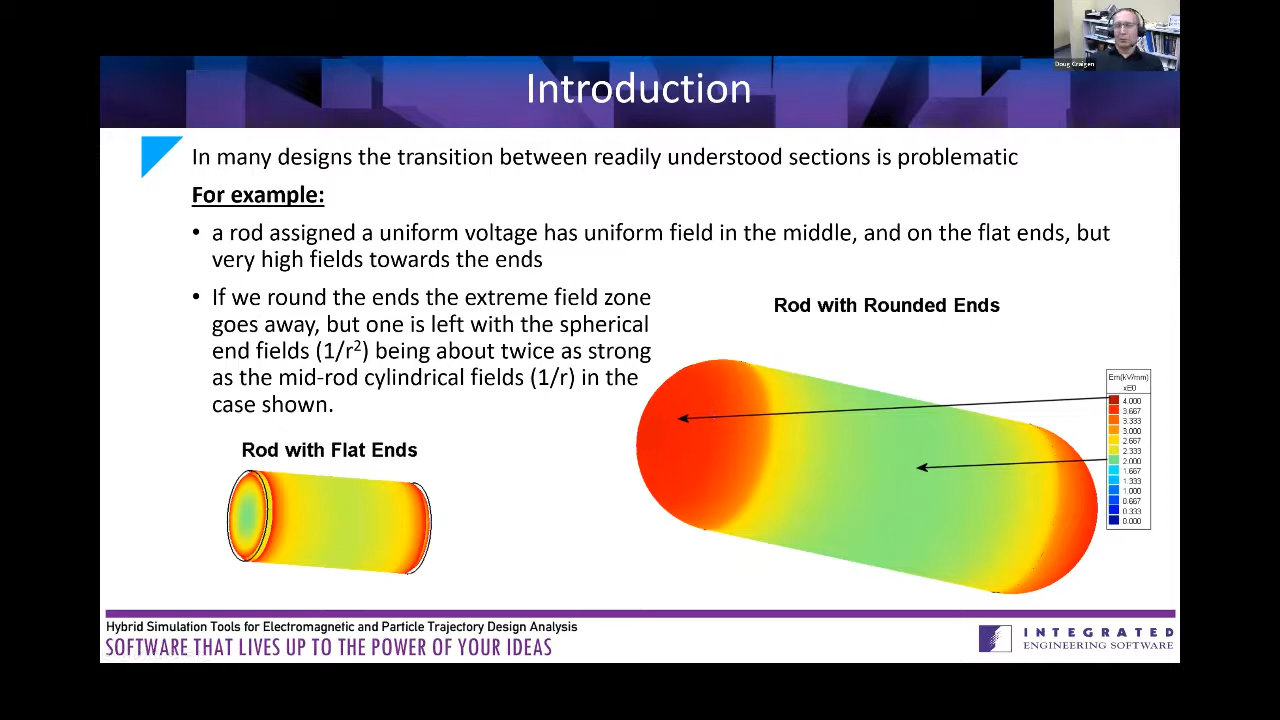 Doug Craigen
Introduction
In many designs the transition between readily understood sections is problematic
For example:
• a rod assigned a uniform voltage has uniform field in the middle, and on the flat ends, but
very high fields towards the ends
• If we round the ends the extreme field zone
goes away, but one is left with the spherical
end fields (1/r²) being about twice as strong
as the mid-rod cylindrical fields (1/r) in the
case shown.
Rod with Rounded Ends
Em(kV/mm)
xE0
4.000
3.667
3.333
3.000
2.667
2.333
2.000
1.667
1.333
1.000
0.667
0.333
0.000
Rod with Flat Ends
Hybrid Simulation Tools for Electromagnetic and Particle Trajectory Design Analysis
SOFTWARE THAT LIVES UP TO THE POWER OF YOUR IDEAS
INTEGRATED
ENGINEERING SOFTWARE